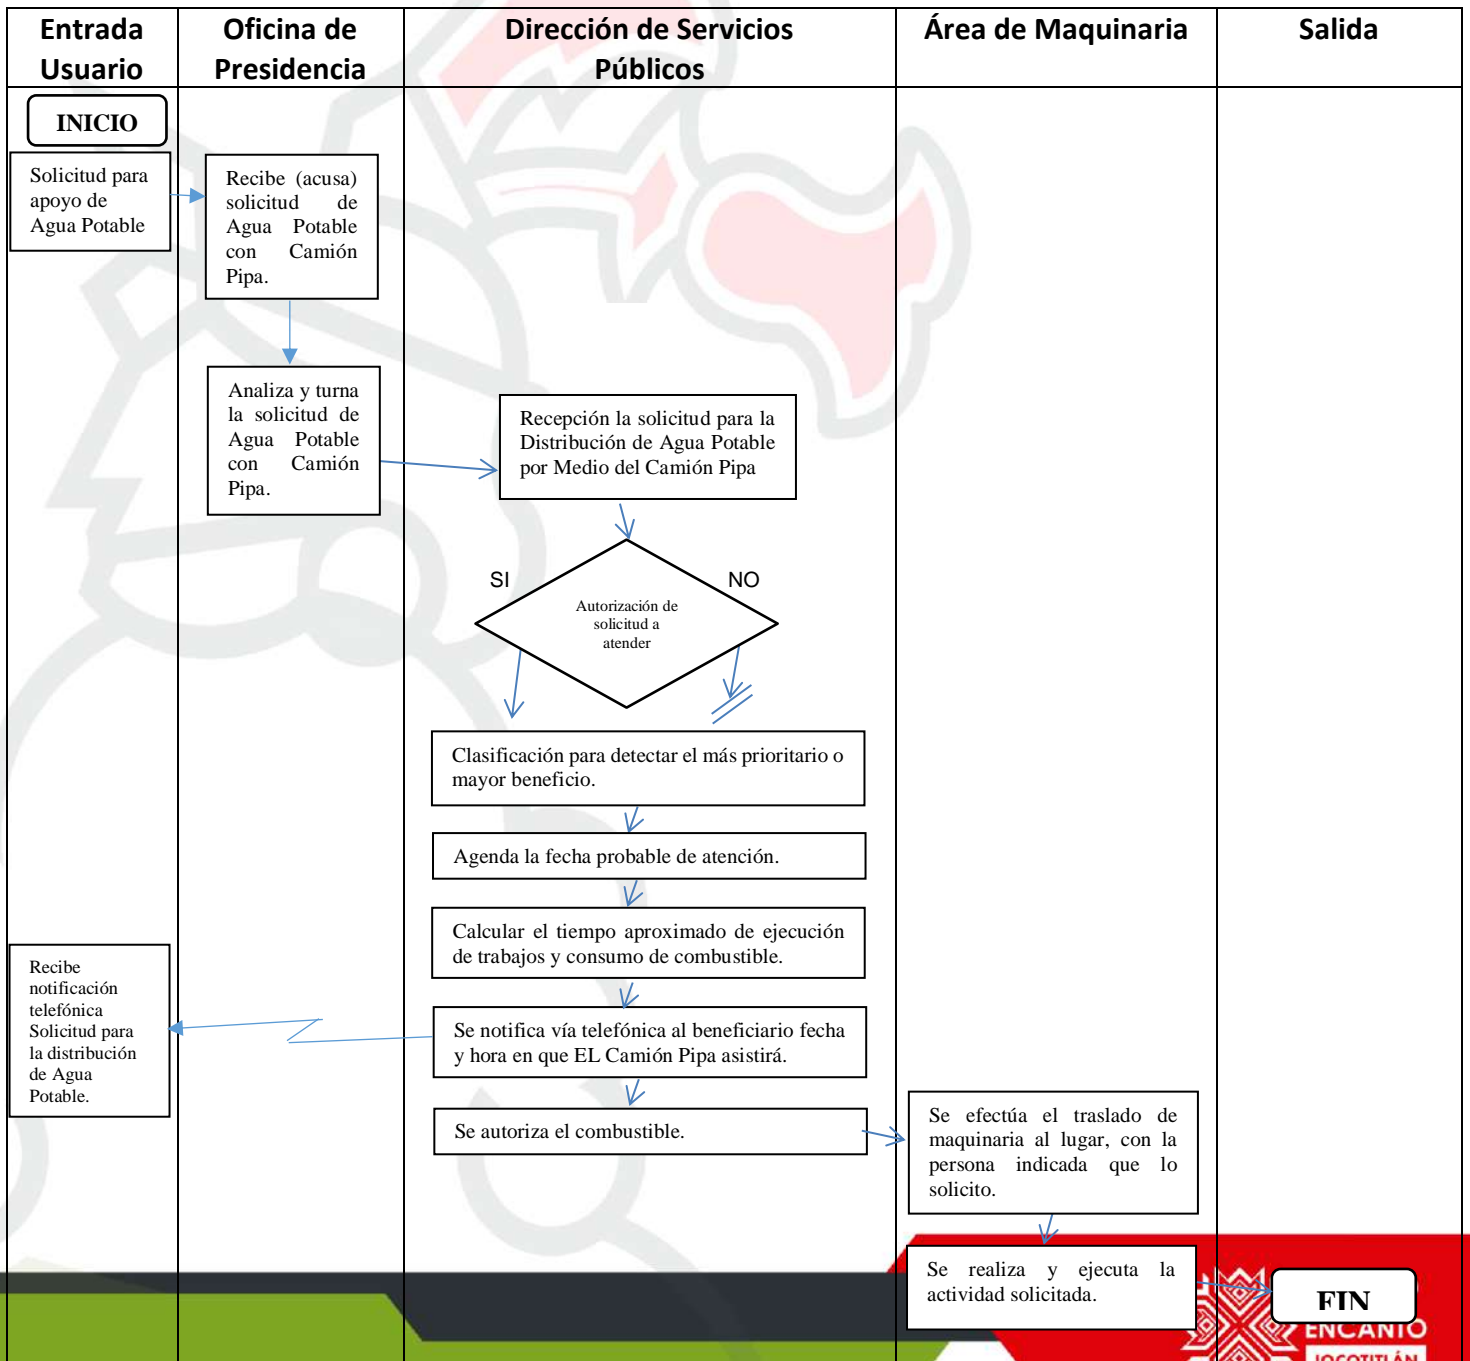 Entrada
Usuario
Oficina de
Presidencia
Dirección de Servicios
Públicos
Área de Maquinaria
Salida
INICIO
Solicitud para
apoyo de
Agua Potable
Recibe (acusa)
solicitud de
Agua Potable
con Camión
Pipa.
Analiza y turna
la solicitud de
Agua Potable
con Camión
Pipa.
Recepción la solicitud para la
Distribución de Agua Potable
por Medio del Camión Pipa
SI
NO
Autorización de
solicitud a
atender
Clasificación para detectar el más prioritario o
mayor beneficio.
Agenda la fecha probable de atención.
Calcular el tiempo aproximado de ejecución
de trabajos y consumo de combustible.
Se notifica vía telefónica al beneficiario fecha
y hora en que EL Camión Pipa asistirá.
Recibe
notificación
telefónica
Solicitud para
la distribución
de Agua
Potable.
Se autoriza el combustible.
Se efectúa el traslado de
maquinaria al lugar, con la
persona indicada que lo
solicito.
Se realiza y ejecuta la
actividad solicitada.
FIN
ENCANTO
JOCOTITLÁN